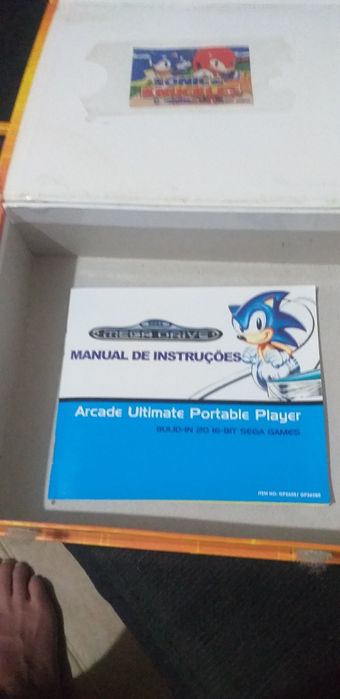 SONIC &
KNUCKLES
MEGA DRIVE
MANUAL DE INSTRUÇÕES
Arcade Ultimate Portable Player
BUILD-IN 20 16-BIT SEGA GAMES